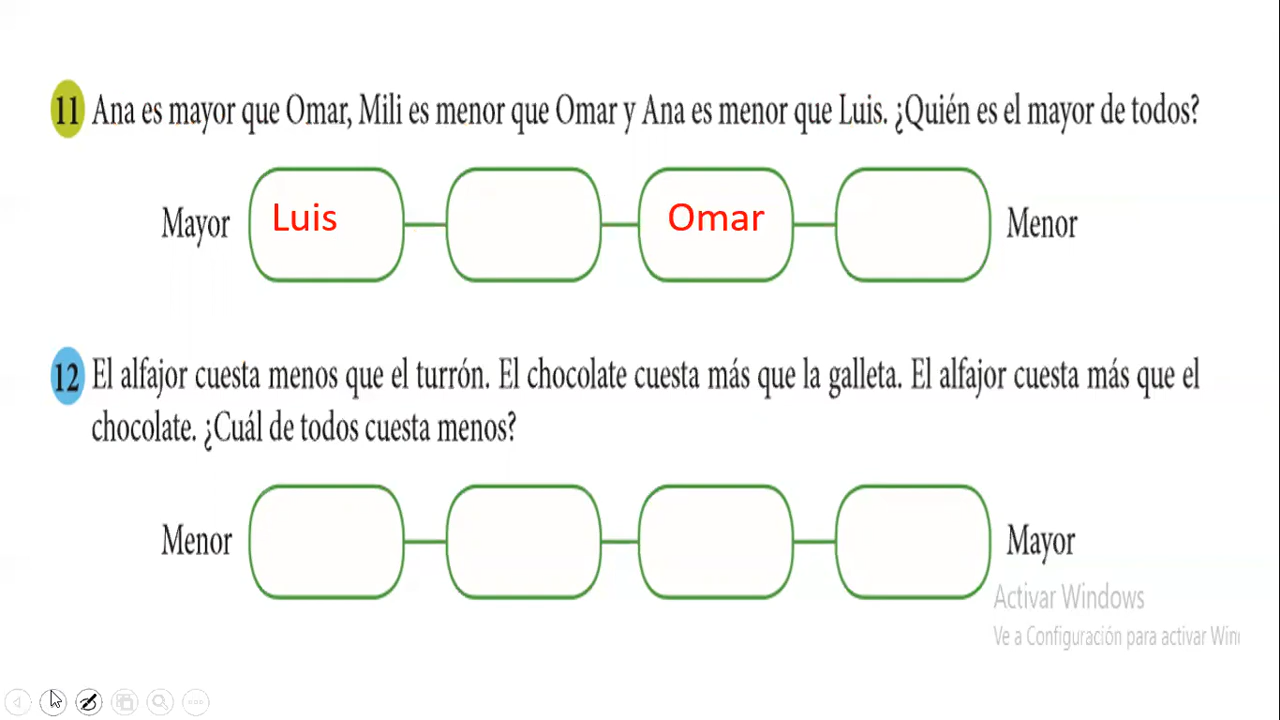 11 Ana es mayor que Omar, Mili es menor que Omar y Ana es menor que Luis. ¿Quién es el mayor de todos?
Mayor Luis Omar Menor
12 El alfajor cuesta menos que el turrón. El chocolate cuesta más que la galleta. El alfajor cuesta más que el
chocolate. ¿Cuál de todos cuesta menos?
Menor Mayor
Activar Windows
Ve a Configuración para activar Win